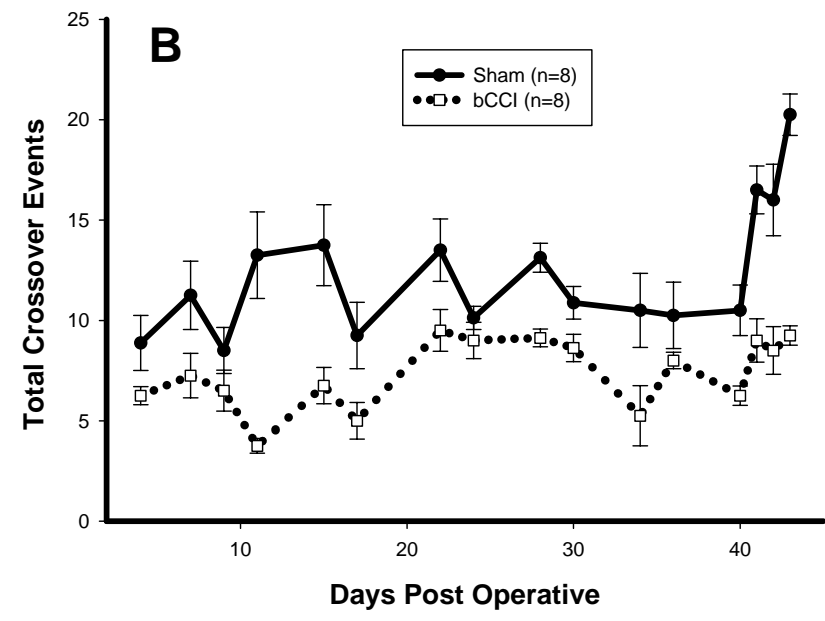 B
Sham (n=8)
bCCI (n=8)
Total Crossover Events
25
20
15
10
5
0
10
20
30
40
Days Post Operative